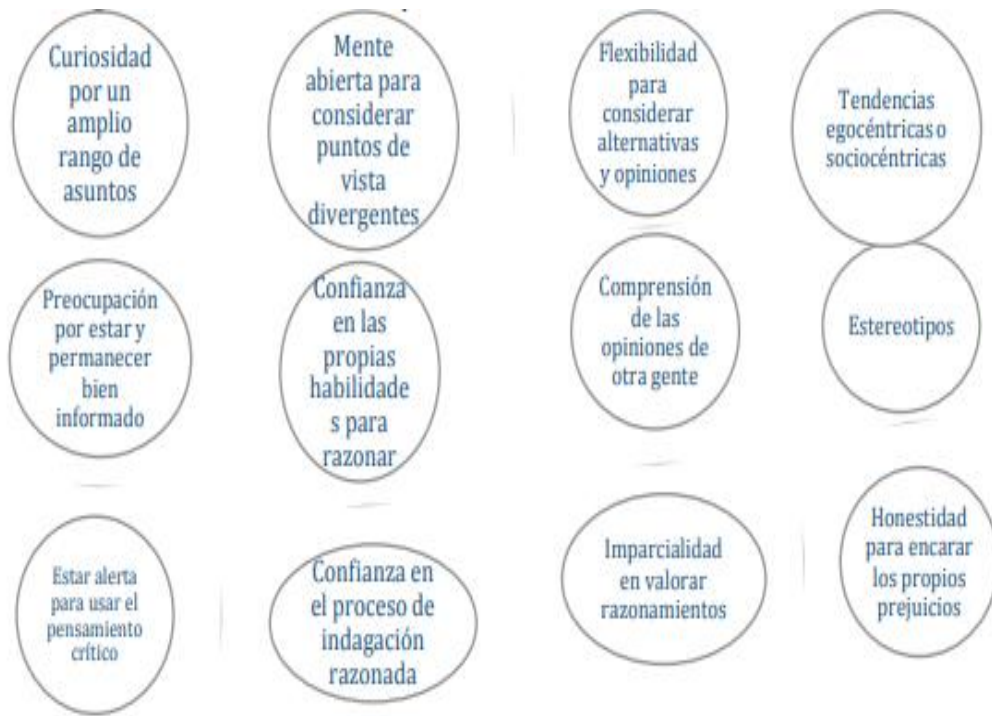 Curiosidad
por un
amplio
rango de
asuntos
Preocupación
por estar y
permanecer
bien
informado
Estar alerta
para usar el
pensamiento
crítico
Mente
abierta para
considerar
puntos de
vista
divergentes
Confianza
en las
propias
habilidade
s para
razonar
Confianza en
el proceso de
indagación
razonada
Flexibilidad
para
considerar
alternativas
y opiniones
Comprensión
de las
opiniones de
otra gente
Imparcialidad
en valorar
razonamientos
Tendencias
egocéntricas o
sociocéntricas
Estereotipos
Honestidad
para encarar
los propios
prejuicios